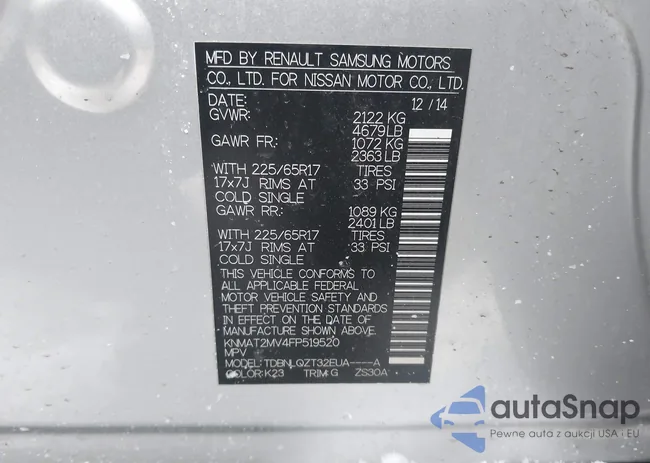 MFD BY RENAULT SAMSUNG MOTORS
CO., LTD. FOR NISSAN MOTOR CO., LTD.
DATE: 12/14
GVWR: 2122 KG
4679 LB
GAWR FR: 1072 KG
2363 LB
WITH 225/65R17 TIRES
17x7J RIMS AT 33 PSI
COLD SINGLE
GAWR RR: 1089 KG
2401 LB
WITH 225/65R17 TIRES
17x7J RIMS AT 33 PSI
COLD SINGLE
THIS VEHICLE CONFORMS TO
ALL APPLICABLE FEDERAL
MOTOR VEHICLE SAFETY AND
THEFT PREVENTION STANDARDS
IN EFFECT ON THE DATE OF
MANUFACTURE SHOWN ABOVE.
KNMAT2MV4FP519520
MPV
MODEL: TDBNLQZT32EUA----A
COLOR: K23 TRIM: G ZS30A
autoSnap
Pewne auta z aukcji USA i EU